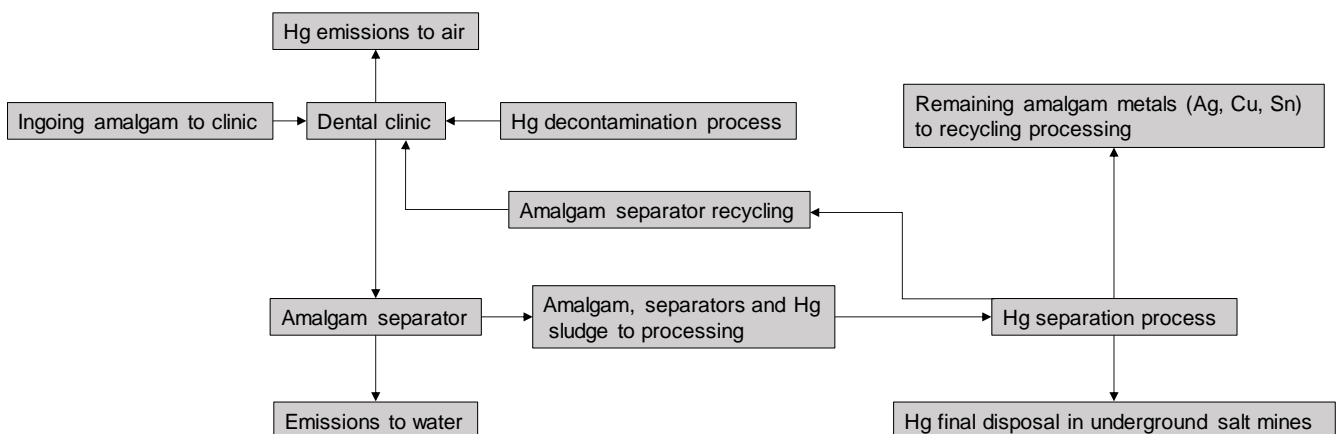 Hg emissions to air
Remaining amalgam metals (Ag, Cu, Sn)
to recycling processing
Ingoing amalgam to clinic
Dental clinic
Hg decontamination process
Amalgam separator recycling
Amalgam separator
Amalgam, separators and Hg
sludge to processing
Hg separation process
Emissions to water
Hg final disposal in underground salt mines